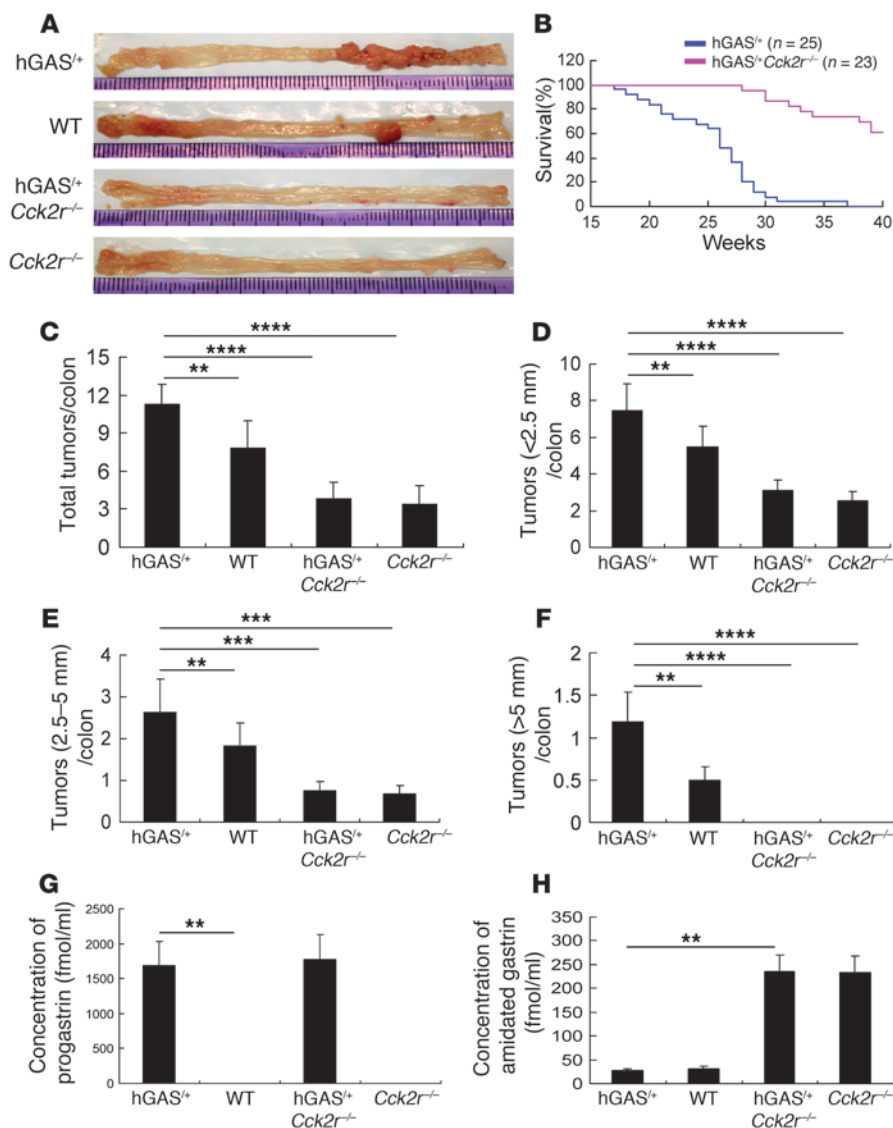 A
hGAS/+
WT
hGAS/+
Cck2r–/–
Cck2r–/–
B
hGAS/+ (n = 25)
hGAS/+Cck2r–/– (n = 23)
Survival(%)
120
100
80
60
40
20
0
15 20 25 30 35 40
Weeks
C
****
****
**
Total tumors/colon
15
12
9
6
3
0
hGAS/+ WT hGAS/+ Cck2r–/–
Cck2r–/–
D
****
****
**
Tumors (<2.5 mm)
/colon
10
8
6
4
2
0
hGAS/+ WT hGAS/+ Cck2r–/–
Cck2r–/–
E
***
***
**
Tumors (2.5–5 mm)
/colon
4
3
2
1
0
hGAS/+ WT hGAS/+ Cck2r–/–
Cck2r–/–
F
****
****
**
Tumors (>5 mm)
/colon
2
1.5
1
0.5
0
hGAS/+ WT hGAS/+ Cck2r–/–
Cck2r–/–
G
**
Concentration of
progastrin (fmol/ml)
2500
2000
1500
1000
500
0
hGAS/+ WT hGAS/+ Cck2r–/–
Cck2r–/–
H
**
Concentration of
amidated gastrin
(fmol/ml)
350
300
250
200
150
100
50
0
hGAS/+ WT hGAS/+ Cck2r–/–
Cck2r–/–